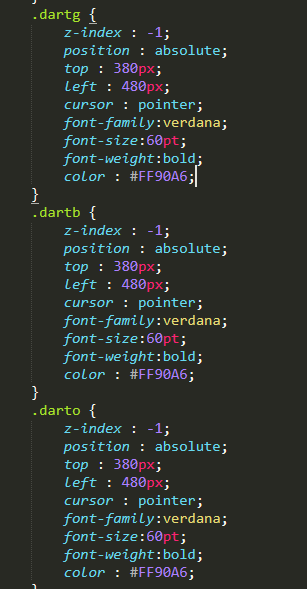 .dartg {
z-index : -1;
position : absolute;
top : 380px;
left : 480px;
cursor : pointer;
font-family:verdana;
font-size:60pt;
font-weight:bold;
color : #FF90A6;
}
.dartb {
z-index : -1;
position : absolute;
top : 380px;
left : 480px;
cursor : pointer;
font-family:verdana;
font-size:60pt;
font-weight:bold;
color : #FF90A6;
}
.darto {
z-index : -1;
position : absolute;
top : 380px;
left : 480px;
cursor : pointer;
font-family:verdana;
font-size:60pt;
font-weight:bold;
color : #FF90A6;
}